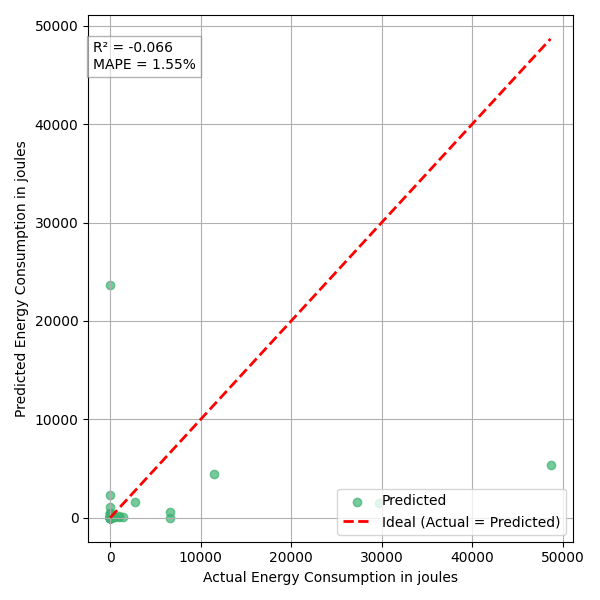 50000
R² = -0.066
MAPE = 1.55%
40000
30000
20000
10000
0
Predicted Energy Consumption in joules
Predicted
Ideal (Actual = Predicted)
0 10000 20000 30000 40000 50000
Actual Energy Consumption in joules